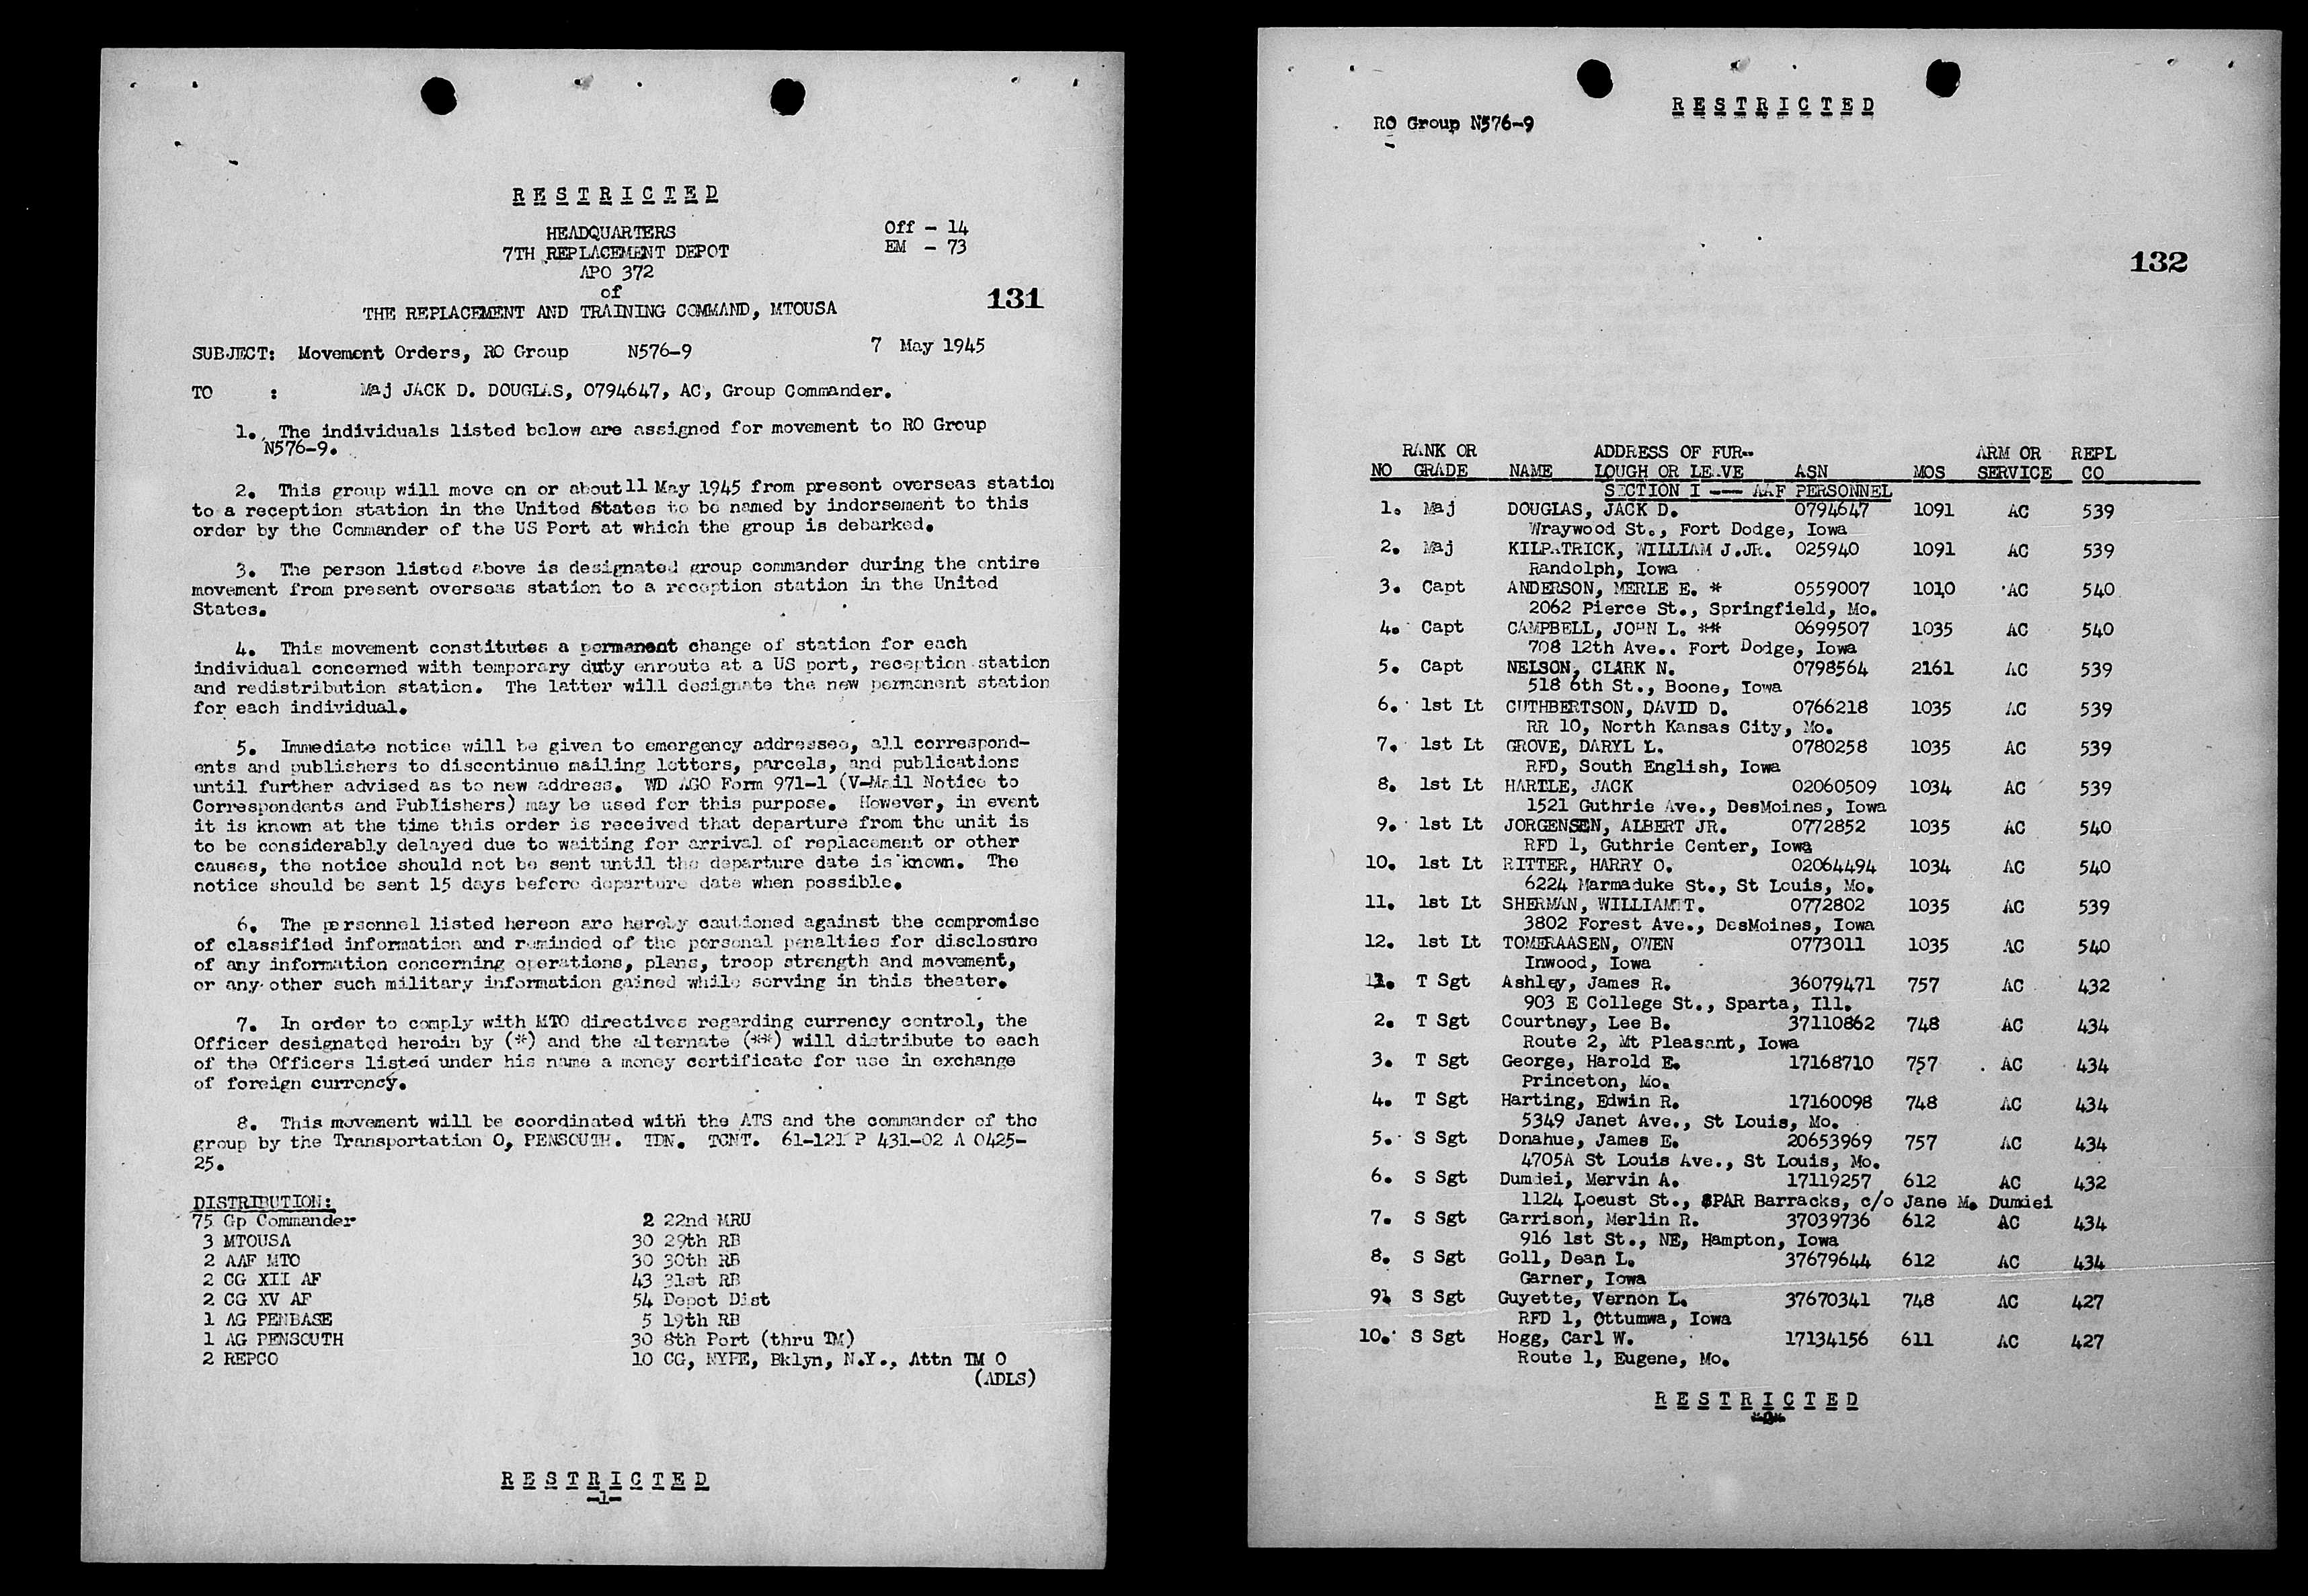 RESTRICTED
HEADQUARTERS
7TH REPLACEMENT DEPOT
APO 372
of
THE REPLACEMENT AND TRAINING COMMAND, MTOUSA
Off - 14
EM - 73
131
SUBJECT: Movement Orders, RO Group N576-9 7 May 1945
TO : Maj JACK D. DOUGLAS, 0794647, AC, Group Commander.
1. The individuals listed below are assigned for movement to RO Group
N576-9.
2. This group will move on or about 11 May 1945 from present overseas station
to a reception station in the United States to be named by indorsement to this
order by the Commander of the US Port at which the group is debarked.
3. The person listed above is designated group commander during the entire
movement from present overseas station to a reception station in the United
States.
4. This movement constitutes a permanent change of station for each
individual concerned with temporary duty enroute at a US port, reception station
and redistribution station. The latter will designate the new permanent station
for each individual.
5. Immediate notice will be given to emergency addressee, all correspond-
ents and publishers to discontinue mailing letters, parcels, and publications
until further advised as to new address. WD AGO Form 971-1 (V-Mail Notice to
Correspondents and Publishers) may be used for this purpose. However, in event
it is known at the time this order is received that departure from the unit is
to be considerably delayed due to waiting for arrival of replacement or other
causes, the notice should not be sent until the departure date is known. The
notice should be sent 15 days before departure date when possible.
6. The personnel listed hereon are hereby cautioned against the compromise
of classified information and reminded of the personal penalties for disclosure
of any information concerning operations, plans, troop strength and movement,
or any other such military information gained while serving in this theater.
7. In order to comply with MTO directives regarding currency control, the
Officer designated herein by (*) and the alternate (**) will distribute to each
of the Officers listed under his name a money certificate for use in exchange
of foreign currency.
8. This movement will be coordinated with the ATS and the commander of the
group by the Transportation O, PENSOUTH. TDN. TCNT. 61-121 P 431-02 A 0425-
25.
DISTRIBUTION:
75 Gp Commander 2 22nd MRU
3 MTOUSA 30 29th RB
2 AAF MTO 30 30th RB
2 CG XII AF 43 31st RB
2 CG XV AF 54 Depot Dist
1 AG PENBASE 5 19th RB
1 AG PENSOUTH 30 8th Port (thru TM)
2 REPCO 10 CG, NYPE, Bklyn, N.Y., Attn TM O
(ADLS)
RESTRICTED
-1-
RESTRICTED
RO Group N576-9
132
RANK OR ADDRESS OF FUR- ARM OR REPL
NO GRADE NAME LOUGH OR LEAVE ASN MOS SERVICE CO
SECTION I --- AAF PERSONNEL
1. Maj DOUGLAS, JACK D. 0794647 1091 AC 539
Wraywood St., Fort Dodge, Iowa
2. Maj KILPATRICK, WILLIAM J.JR. 025940 1091 AC 539
Randolph, Iowa
3. Capt ANDERSON, MERLE E. * 0559007 1010 AC 540
2062 Pierce St., Springfield, Mo.
4. Capt CAMPBELL, JOHN L. ** 0699507 1035 AC 540
708 12th Ave.. Fort Dodge, Iowa
5. Capt NELSON, CLARK N. 0798564 2161 AC 539
518 6th St., Boone, Iowa
6. 1st Lt CUTHBERTSON, DAVID D. 0766218 1035 AC 539
RR 10, North Kansas City, Mo.
7. 1st Lt GROVE, DARYL L. 0780258 1035 AC 539
RFD, South English, Iowa
8. 1st Lt HARTLE, JACK 02060509 1034 AC 539
1521 Guthrie Ave., DesMoines, Iowa
9. 1st Lt JORGENSEN, ALBERT JR. 0772852 1035 AC 540
RFD 1, Guthrie Center, Iowa
10. 1st Lt RITTER, HARRY O. 02064494 1034 AC 540
6224 Marmaduke St., St Louis, Mo.
11. 1st Lt SHERMAN, WILLIAM T. 0772802 1035 AC 539
3802 Forest Ave., DesMoines, Iowa
12. 1st Lt TOMERAASEN, OWEN 0773011 1035 AC 540
Inwood, Iowa
1. T Sgt Ashley, James R. 36079471 757 AC 432
903 E College St., Sparta, Ill.
2. T Sgt Courtney, Lee B. 37110862 748 AC 434
Route 2, Mt Pleasant, Iowa
3. T Sgt George, Harold E. 17168710 757 AC 434
Princeton, Mo.
4. T Sgt Harting, Edwin R. 17160098 748 AC 434
5349 Janet Ave., St Louis, Mo.
5. S Sgt Donahue, James E. 20653969 757 AC 434
4705A St Louis Ave., St Louis, Mo.
6. S Sgt Dumdei, Mervin A. 17119257 612 AC 432
1124 Locust St., SPAR Barracks, c/o Jane M. Dumdei
7. S Sgt Garrison, Merlin R. 37039736 612 AC 434
916 1st St., NE, Hampton, Iowa
8. S Sgt Goll, Dean L. 37679644 612 AC 434
Garner, Iowa
9. S Sgt Guyette, Vernon L. 37670341 748 AC 427
RFD 1, Ottumwa, Iowa
10. S Sgt Hogg, Carl W. 17134156 611 AC 427
Route 1, Eugene, Mo.
RESTRICTED